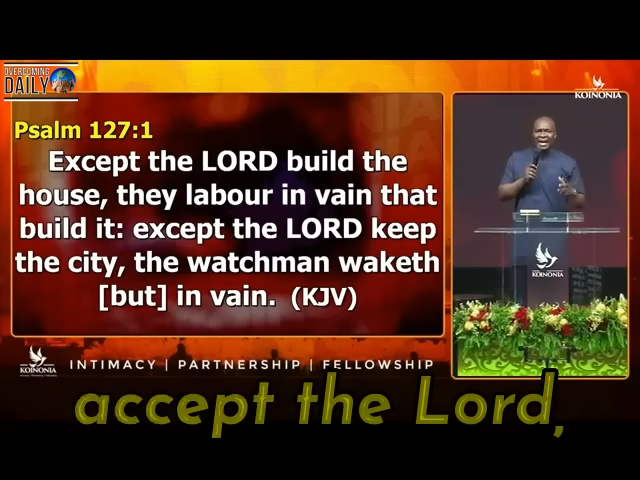 OVERCOMING
DAILY
KOINONIA
Psalm 127:1
Except the LORD build the
house, they labour in vain that
build it: except the LORD keep
the city, the watchman waketh
[but] in vain. (KJV)
KOINONIA
KOINONIA
INTIMACY | PARTNERSHIP | FELLOWSHIP
accept the Lord,